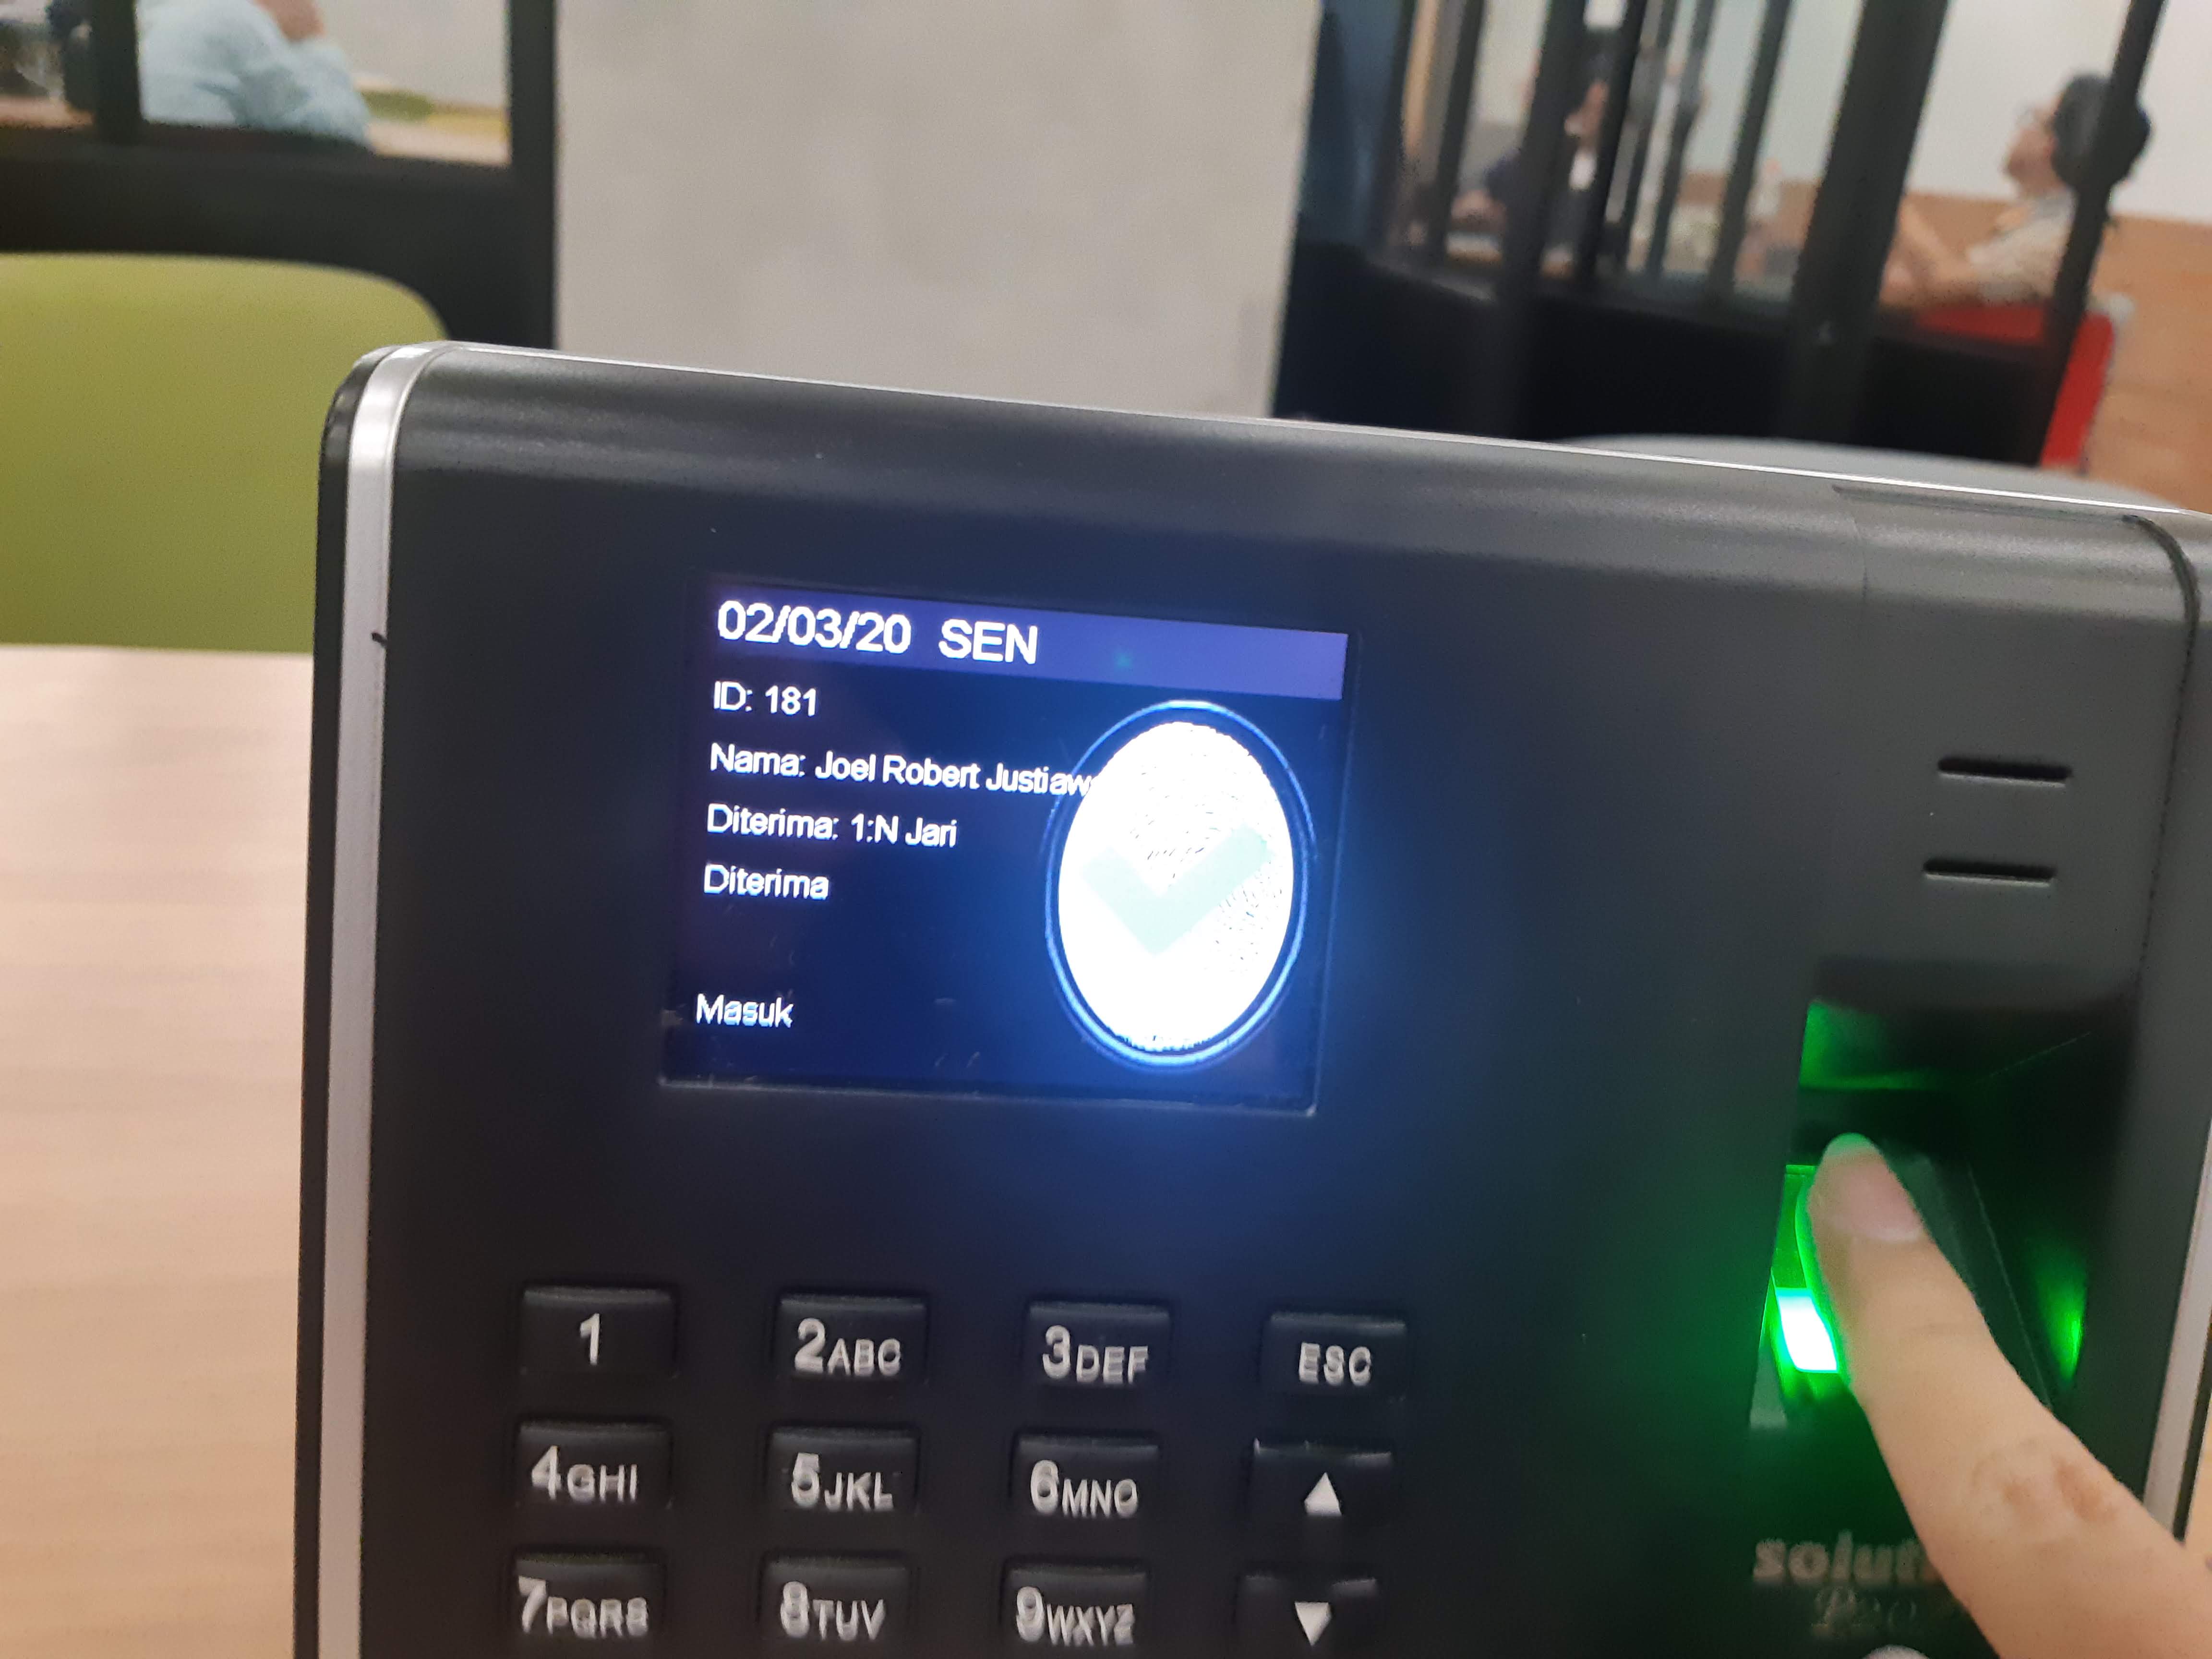 02/03/20 SEN
ID: 181
Nama: Joel Robert Justiaw
Diterima: 1:N Jari
Diterima
Masuk
1 2ABC 3DEF ESC
4GHI 5JKL 6MNO
7PQRS 8TUV 9WXYZ